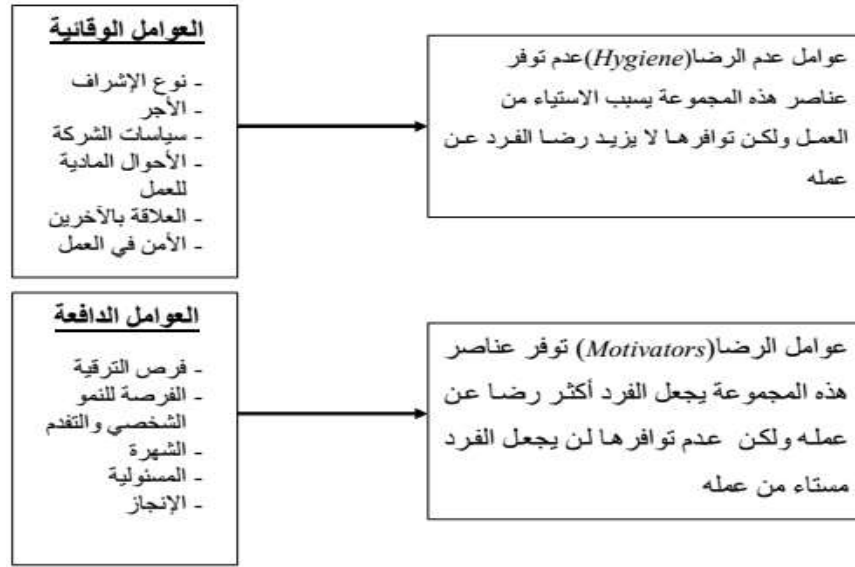 العوامل الوقائية
- نوع الإشراف
- الأجر
- سياسات الشركة
- الأحوال المادية
للعمل
- العلاقة بالآخرين
- الأمن في العمل
عوامل عدم الرضا(Hygiene)عدم توفر
عناصر هذه المجموعة يسبب الاستياء من
العمل ولكن توافرها لا يزيد رضا الفرد عن
عمله
العوامل الدافعة
- فرص الترقية
- الفرصة للنمو
الشخصي والتقدم
- الشهرة
- المسئولية
- الإنجاز
عوامل الرضا(Motivators) توفر عناصر
هذه المجموعة يجعل الفرد أكثر رضا عن
عمله ولكن عدم توافرها لن يجعل الفرد
مستاء من عمله